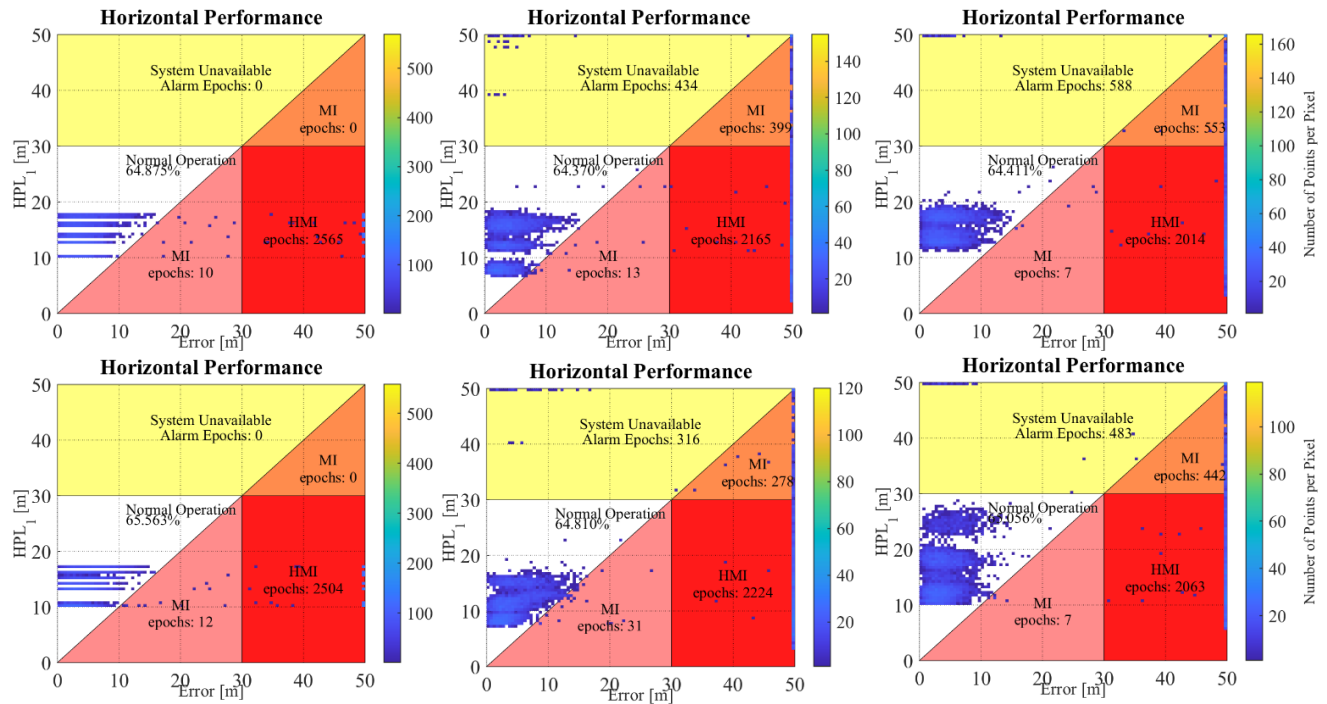 Horizontal Performance
50
40
30
20
10
0
HPL1 [m]
System Unavailable
Alarm Epochs: 0
MI
epochs: 0
Normal Operation
64.875%
HMI
epochs: 2565
MI
epochs: 10
0 10 20 30 40 50
Error [m]
500
400
300
200
100
Horizontal Performance
50
40
30
20
10
0
HPL1 [m]
System Unavailable
Alarm Epochs: 434
MI
epochs: 399
Normal Operation
64.370%
HMI
epochs: 2165
MI
epochs: 13
0 10 20 30 40 50
Error [m]
140
120
100
80
60
40
20
Horizontal Performance
50
40
30
20
10
0
HPL1 [m]
System Unavailable
Alarm Epochs: 588
MI
epochs: 553
Normal Operation
64.411%
HMI
epochs: 2014
MI
epochs: 7
0 10 20 30 40 50
Error [m]
160
140
120
100
80
60
40
20
Number of Points per Pixel
Horizontal Performance
50
40
30
20
10
0
HPL1 [m]
System Unavailable
Alarm Epochs: 0
MI
epochs: 0
Normal Operation
65.563%
HMI
epochs: 2504
MI
epochs: 12
0 10 20 30 40 50
Error [m]
500
400
300
200
100
Horizontal Performance
50
40
30
20
10
0
HPL1 [m]
System Unavailable
Alarm Epochs: 316
MI
epochs: 278
Normal Operation
64.810%
HMI
epochs: 2224
MI
epochs: 31
0 10 20 30 40 50
Error [m]
120
100
80
60
40
20
Horizontal Performance
50
40
30
20
10
0
HPL1 [m]
System Unavailable
Alarm Epochs: 483
MI
epochs: 442
Normal Operation
HMI
epochs: 2063
MI
epochs: 7
0 10 20 30 40 50
Error [m]
100
80
60
40
20
Number of Points per Pixel